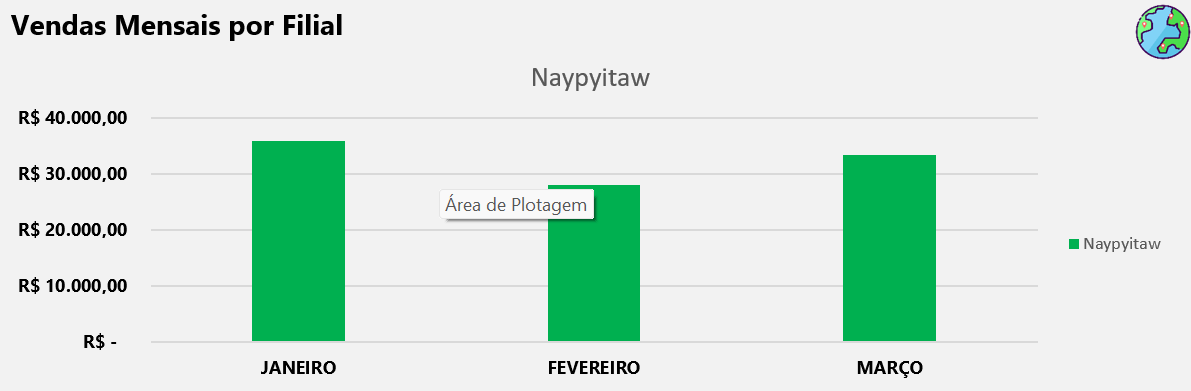 Vendas Mensais por Filial
Naypyitaw
R$ 40.000,00
R$ 30.000,00
Área de Plotagem
R$ 20.000,00
Naypyitaw
R$ 10.000,00
R$ -
JANEIRO FEVEREIRO MARÇO